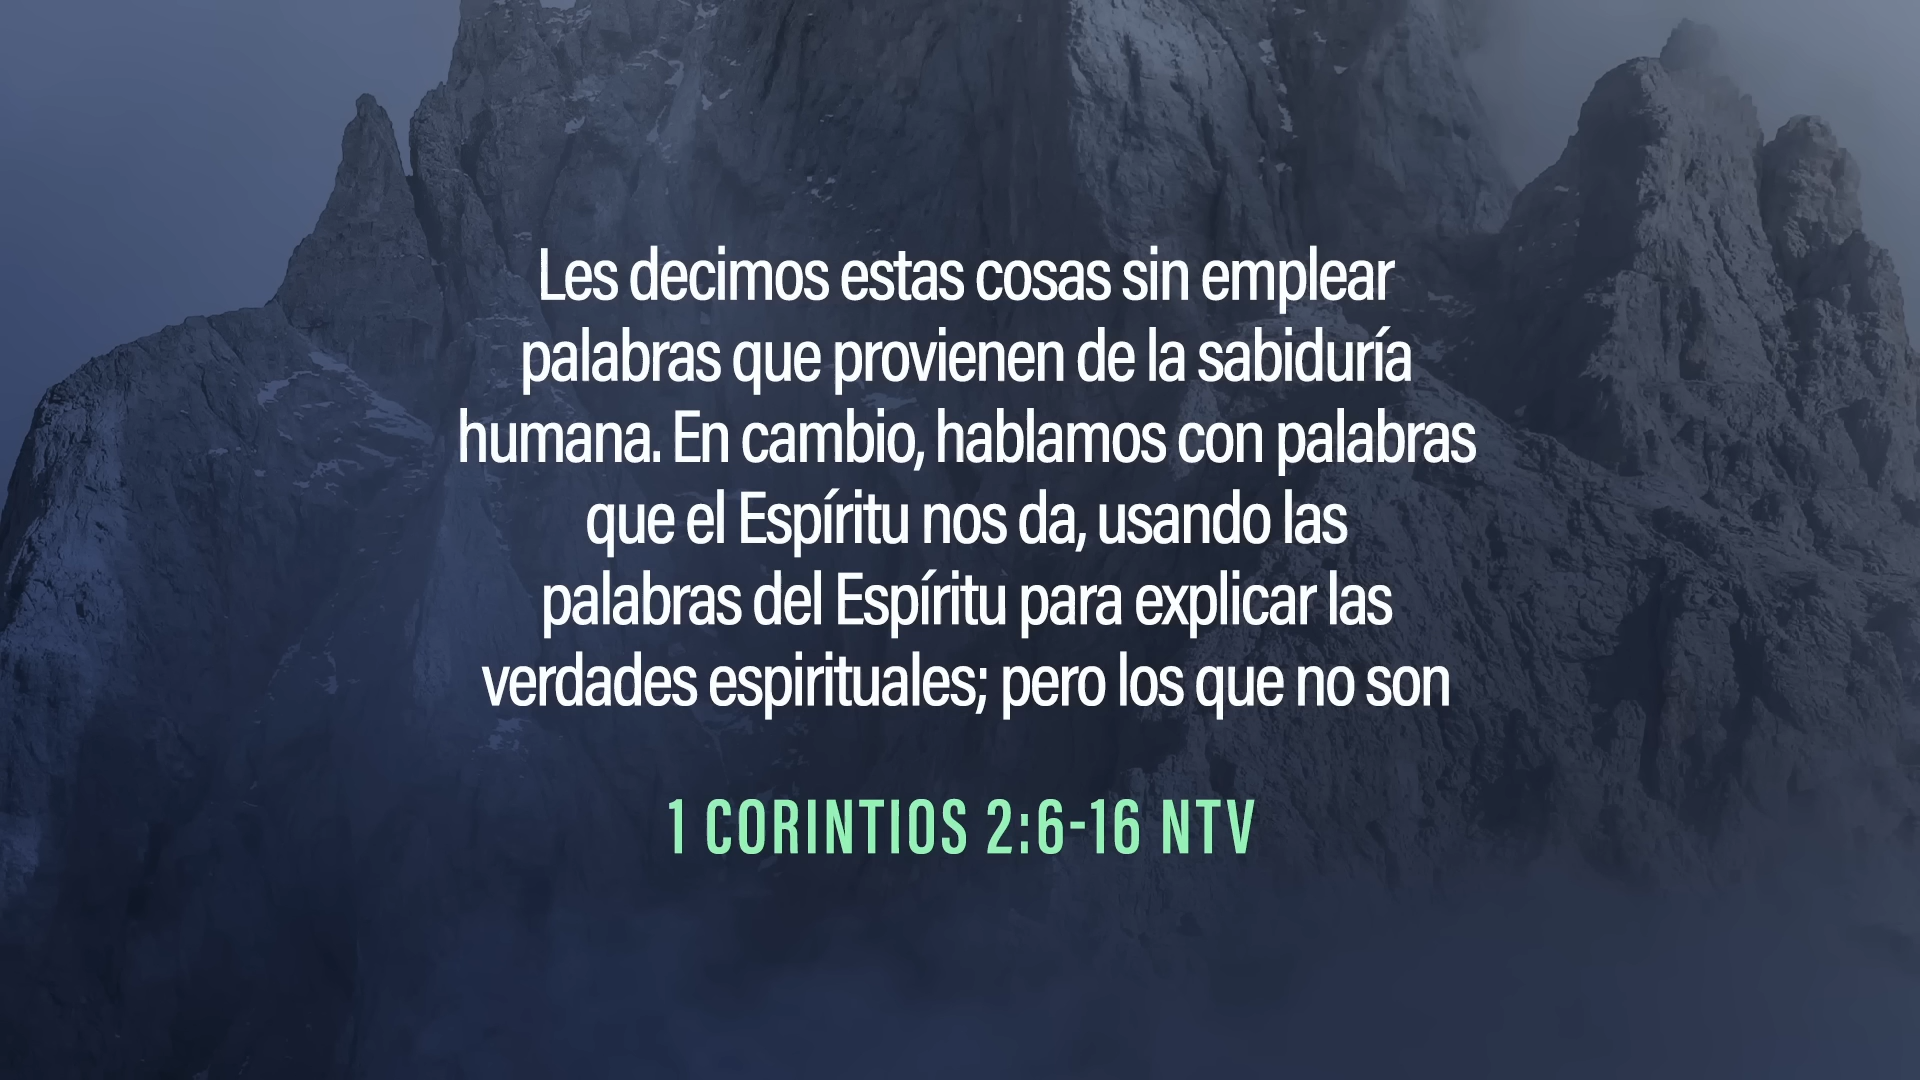 Les decimos estas cosas sin emplear
palabras que provienen de la sabiduría
humana. En cambio, hablamos con palabras
que el Espíritu nos da, usando las
palabras del Espíritu para explicar las
verdades espirituales; pero los que no son
1 CORINTIOS 2:6-16 NTV